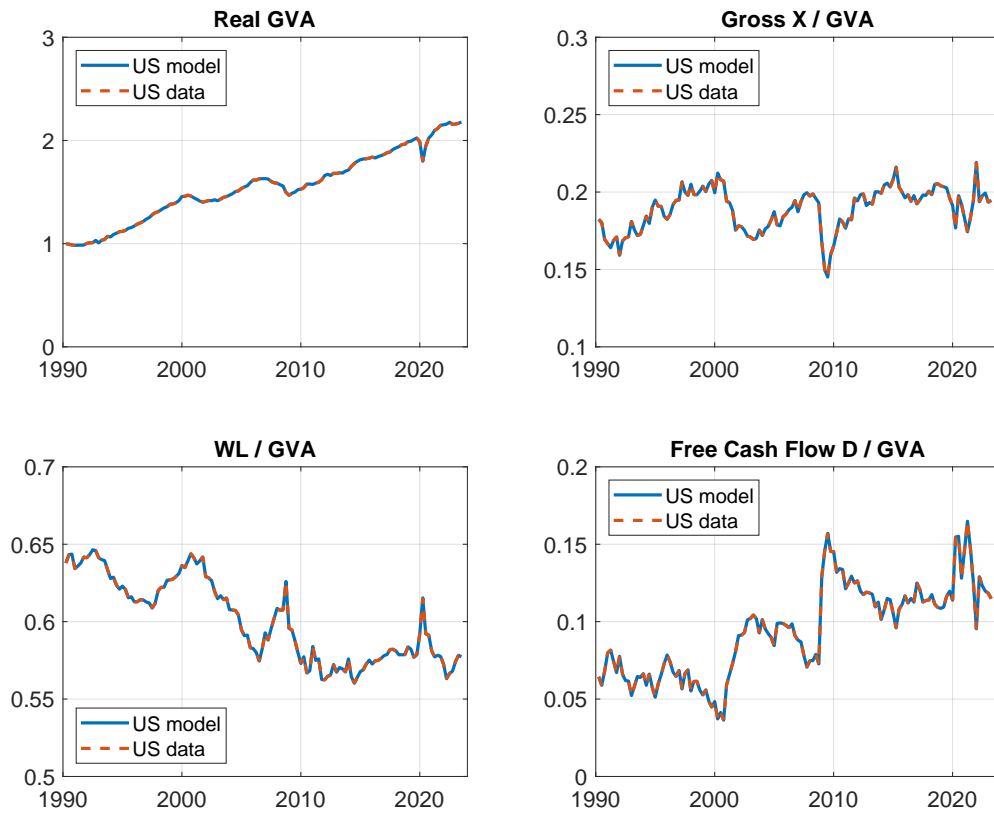 Real GVA
3
2
1
0
US model
US data
1990 2000 2010 2020
Gross X / GVA
0.3
0.25
0.2
0.15
0.1
US model
US data
1990 2000 2010 2020
WL / GVA
0.7
0.65
0.6
0.55
0.5
US model
US data
1990 2000 2010 2020
Free Cash Flow D / GVA
0.2
0.15
0.1
0.05
0
US model
US data
1990 2000 2010 2020